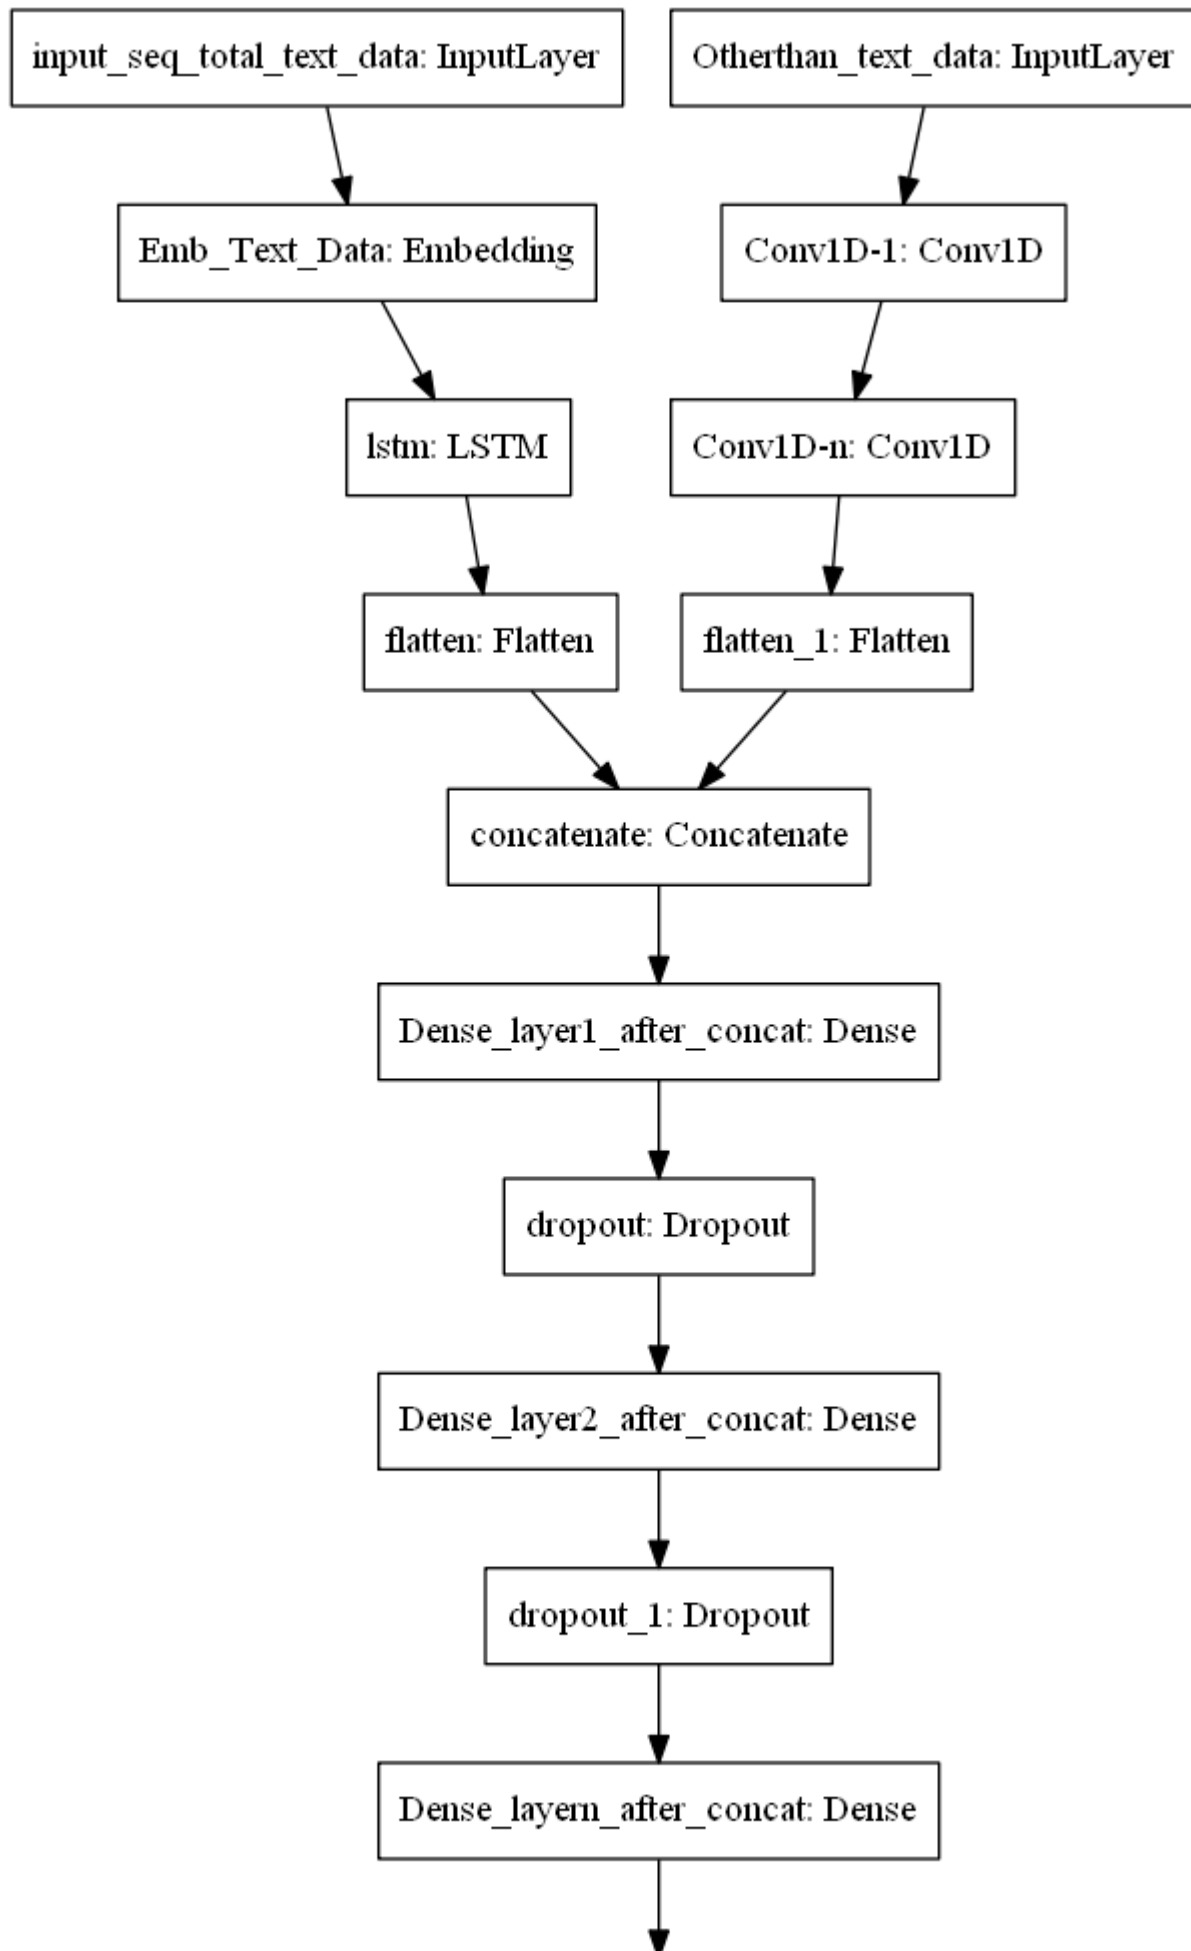 input_seq_total_text_data: InputLayer
Otherthan_text_data: InputLayer
Emb_Text_Data: Embedding
Conv1D-1: Conv1D
lstm: LSTM
Conv1D-n: Conv1D
flatten: Flatten
flatten_1: Flatten
concatenate: Concatenate
Dense_layer1_after_concat: Dense
dropout: Dropout
Dense_layer2_after_concat: Dense
dropout_1: Dropout
Dense_layern_after_concat: Dense